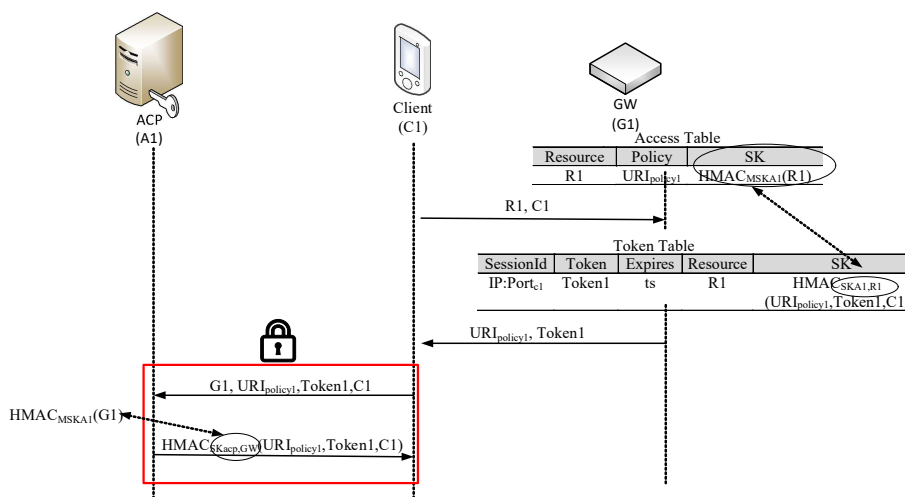 ACP
(A1)
Client
(C1)
GW
(G1)
Access Table
Resource Policy SK
R1 URIpolicy1 HMACMSKA1(R1)
R1, C1
Token Table
SessionId Token Expires Resource SK
IP:Portc1 Token1 ts R1 HMACSKA1,R1
(URIpolicy1,Token1,C1
URIpolicy1, Token1
G1, URIpolicy1,Token1,C1
HMACMSKA1(G1)
HMACSKacp,GW(URIpolicy1,Token1,C1)